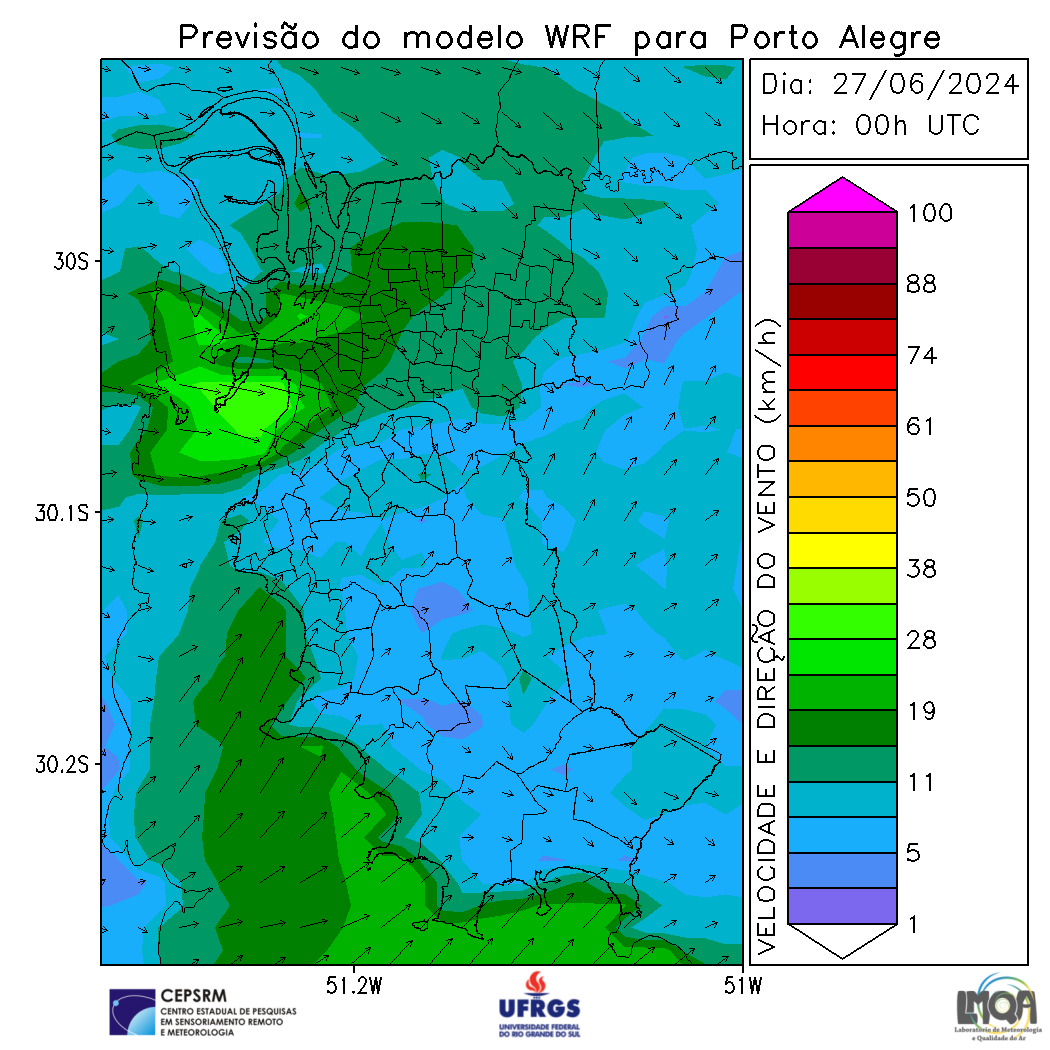 Previsão do modelo WRF para Porto Alegre
Dia: 27/06/2024
Hora: 00h UTC
30S
30.1S
30.2S
51.2W
51W
VELOCIDADE E DIREÇÃO DO VENTO (km/h)
100
88
74
61
50
38
28
19
11
5
1
CEPSRM
CENTRO ESTADUAL DE PESQUISAS
EM SENSORIAMENTO REMOTO
E METEOROLOGIA
UFRGS
UNIVERSIDADE FEDERAL
DO RIO GRANDE DO SUL
LMQA
Laboratório de Meteorologia
e Qualidade do Ar